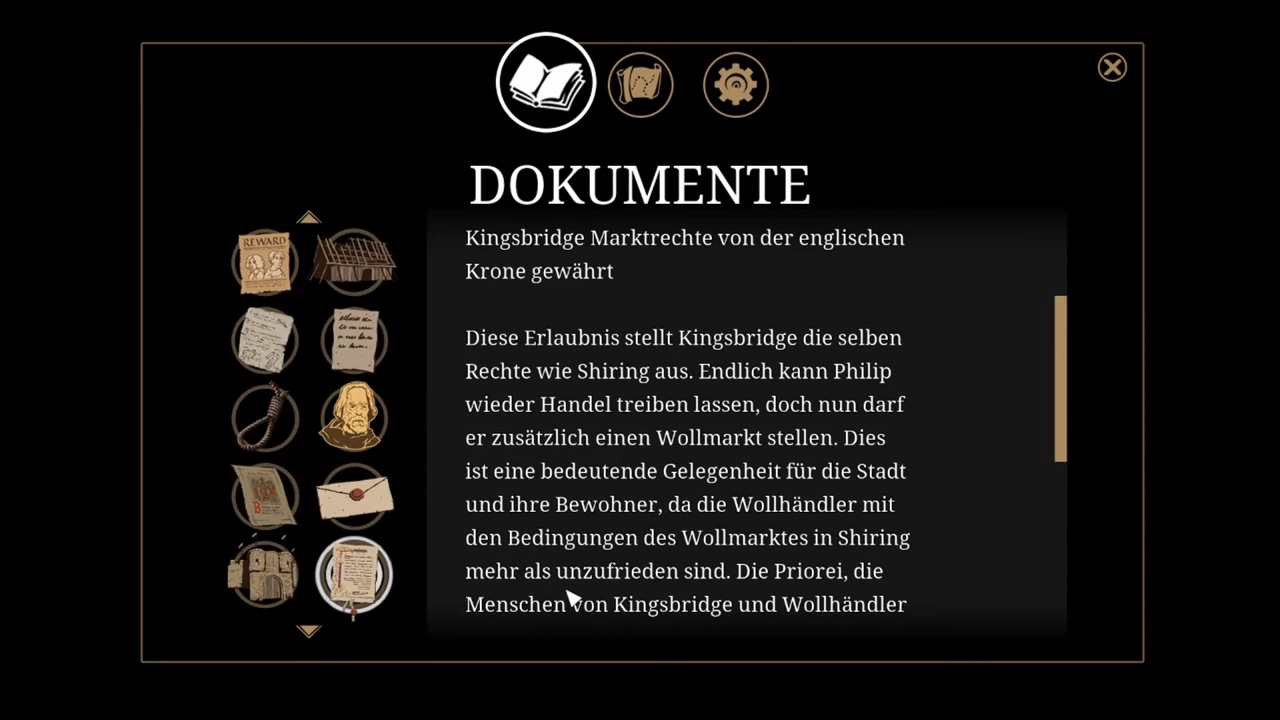 DOKUMENTE
REWARD
Kingsbridge Marktrechte von der englischen
Krone gewährt
Diese Erlaubnis stellt Kingsbridge die selben
Rechte wie Shiring aus. Endlich kann Philip
wieder Handel treiben lassen, doch nun darf
er zusätzlich einen Wollmarkt stellen. Dies
ist eine bedeutende Gelegenheit für die Stadt
und ihre Bewohner, da die Wollhändler mit
den Bedingungen des Wollmarktes in Shiring
mehr als unzufrieden sind. Die Priorei, die
Menschen von Kingsbridge und Wollhändler